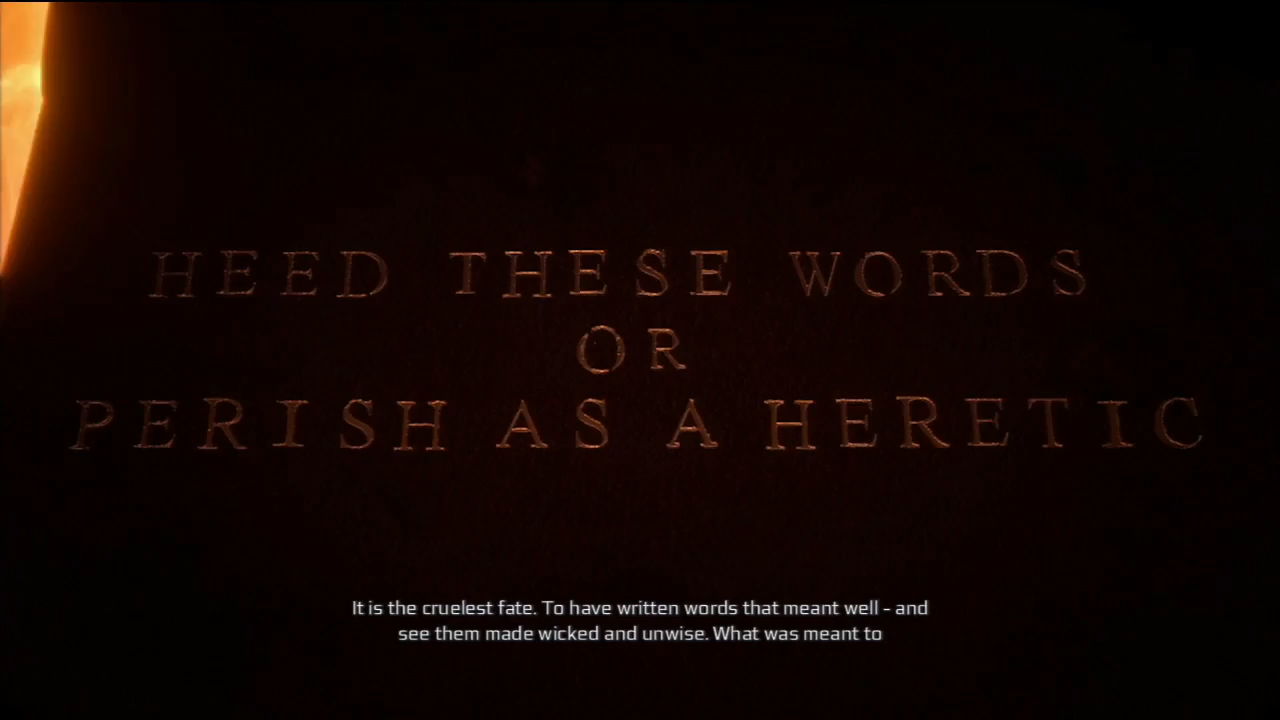 HEED THESE WORDS
OR
PERISH AS A HERETIC
It is the cruelest fate. To have written words that meant well - and
see them made wicked and unwise. What was meant to